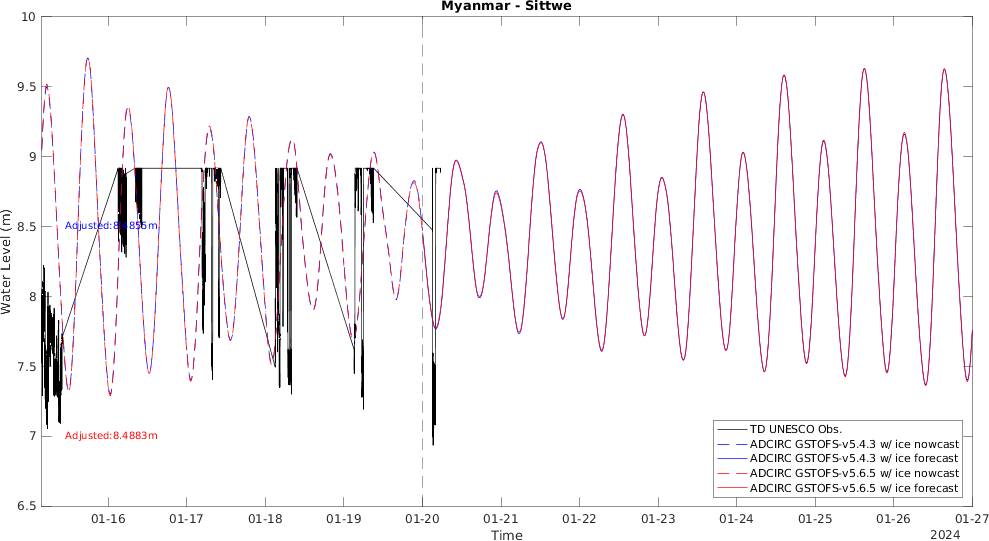 Myanmar - Sittwe
10
9.5
9
8.5
8
7.5
7
6.5
Water Level (m)
Adjusted:8.4855m
Adjusted:8.4883m
TD UNESCO Obs.
ADCIRC GSTOFS-v5.4.3 w/ ice nowcast
ADCIRC GSTOFS-v5.4.3 w/ ice forecast
ADCIRC GSTOFS-v5.6.5 w/ ice nowcast
ADCIRC GSTOFS-v5.6.5 w/ ice forecast
01-16 01-17 01-18 01-19 01-20 01-21 01-22 01-23 01-24 01-25 01-26 01-27
Time
2024